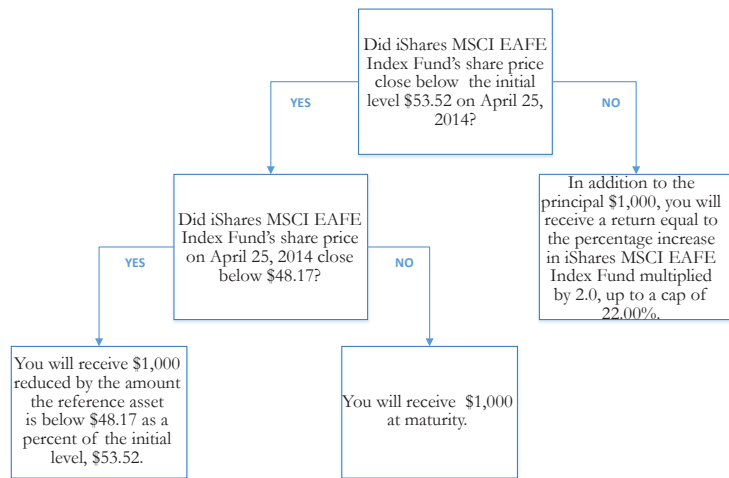 Did iShares MSCI EAFE
Index Fund's share price
close below the initial
level $53.52 on April 25,
2014?
YES
NO
Did iShares MSCI EAFE
Index Fund's share price
on April 25, 2014 close
below $48.17?
In addition to the
principal $1,000, you will
receive a return equal to
the percentage increase
in iShares MSCI EAFE
Index Fund multiplied
by 2.0, up to a cap of
22.00%.
YES
NO
You will receive $1,000
reduced by the amount
the reference asset
is below $48.17 as a
percent of the initial
level, $53.52.
You will receive $1,000
at maturity.